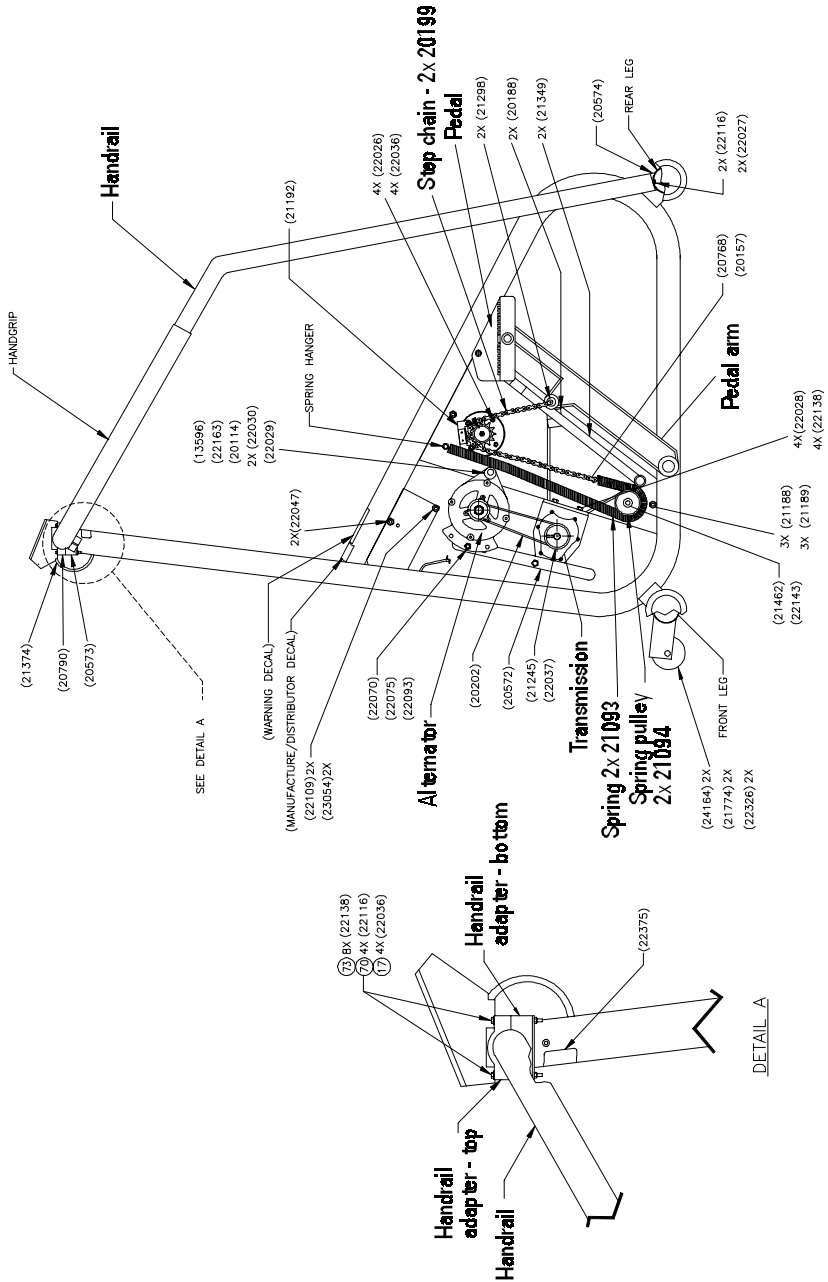 HANDGRIP
Handrail
(21374)
(20790)
(20573)
SEE DETAIL A
(21192)
4X (22026)
4X (22036)
Step chain - 2x 20199
Pedal
2X (21298)
2X (20188)
2X (21349)
(20574)
REAR LEG
2X (22116)
2X (22027)
SPRING HANGER
(13596)
(22163)
(20114)
2X (22030)
(22029)
2X(22047)
(WARNING DECAL)
(MANUFACTURE/DISTRIBUTOR DECAL)
(22109)2X
(23054)2X
(22070)
(22075)
(22093)
Alternator
(20202)
(20572)
(21245)
(22037)
Transmission
Spring 2x 21093
Spring pulley
2x 21094
(20768)
(20157)
Pedal arm
4X(22028)
4X (22138)
3X (21188)
3X (21189)
(21462)
(22143)
FRONT LEG
(24164) 2X
(21774) 2X
(22326) 2X
73 8X (22138)
70 4X (22116)
17 4X (22036)
Handrail
adapter - bottom
(22375)
Handrail
adapter - top
Handrail
DETAIL A